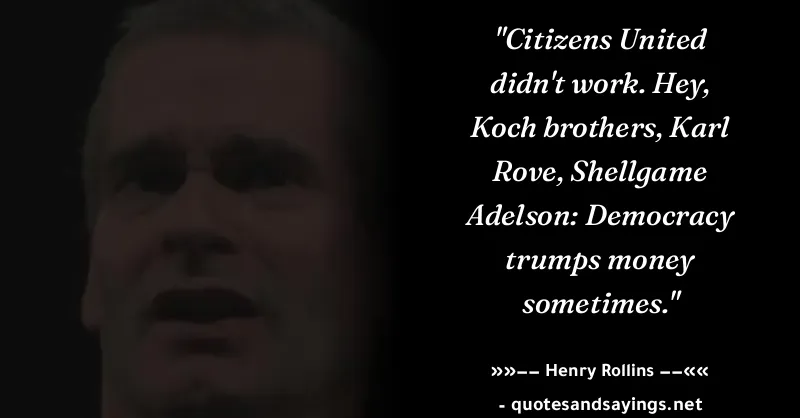 "Citizens United
didn't work. Hey,
Koch brothers, Karl
Rove, Shellgame
Adelson: Democracy
trumps money
sometimes."
»»–– Henry Rollins ––««
- quotesandsayings.net